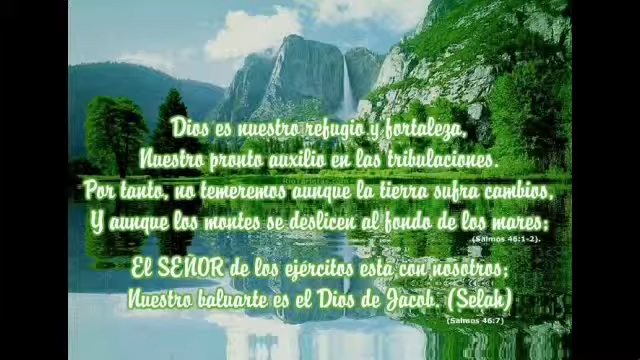 Dios es nuestro refugio y fortaleza,
Nuestro pronto auxilio en las tribulaciones.
Por tanto, no temeremos aunque la tierra sufra cambios,
Y aunque los montes se deslicen al fondo de los mares;
(Salmos 46:1-2).
El SEÑOR de los ejércitos está con nosotros;
Nuestro baluarte es el Dios de Jacob. (Selah)
(Salmos 46:7)